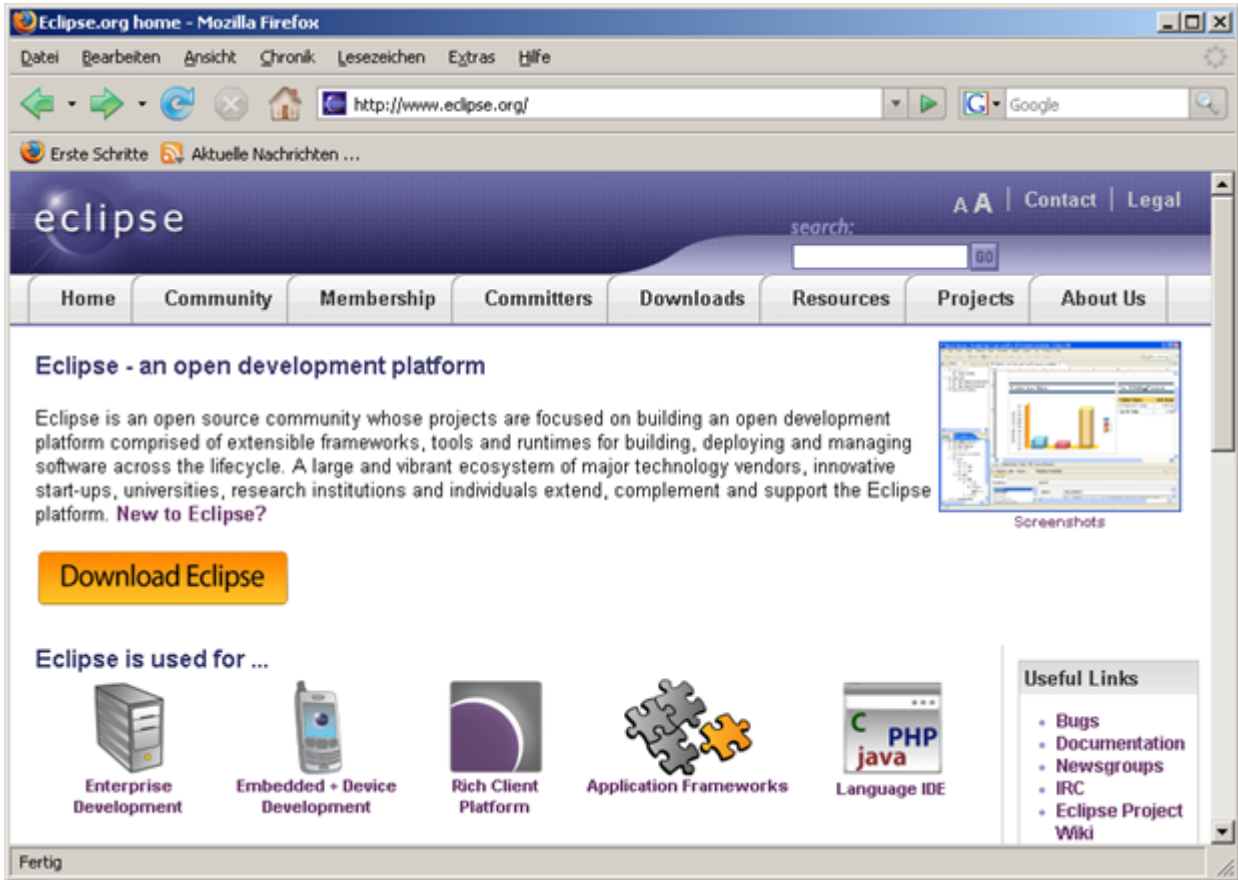 Eclipse.org home - Mozilla Firefox
Datei Bearbeiten Ansicht Chronik Lesezeichen Extras Hilfe
http://www.eclipse.org/ G Google
Erste Schritte Aktuelle Nachrichten ...
eclipse
A A | Contact | Legal
search:
GO
Home Community Membership Committers Downloads Resources Projects About Us
Eclipse - an open development platform
Eclipse is an open source community whose projects are focused on building an open development
platform comprised of extensible frameworks, tools and runtimes for building, deploying and managing
software across the lifecycle. A large and vibrant ecosystem of major technology vendors, innovative
start-ups, universities, research institutions and individuals extend, complement and support the Eclipse
platform. New to Eclipse?
Screenshots
Download Eclipse
Eclipse is used for ...
C PHP
java
Enterprise
Development
Embedded + Device
Development
Rich Client
Platform
Application Frameworks
Language IDE
Useful Links
Bugs
Documentation
Newsgroups
IRC
Eclipse Project
Wiki
Fertig